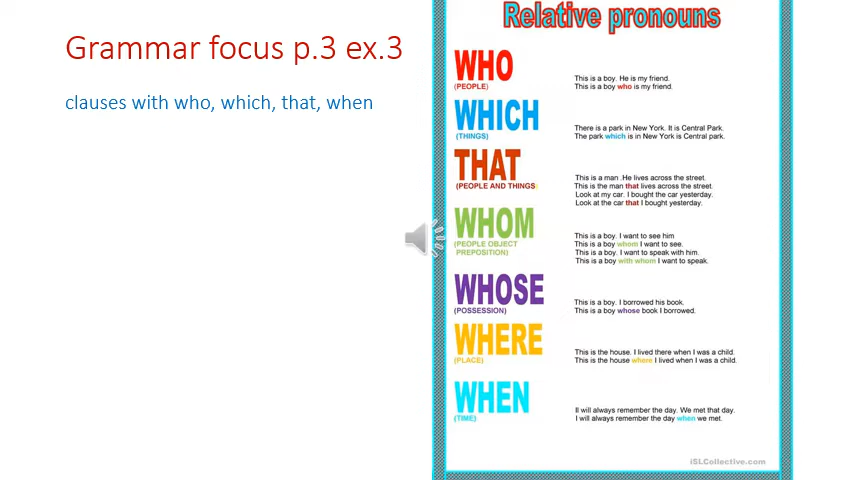 Grammar focus p.3 ex.3
clauses with who, which, that, when
Relative pronouns
WHO
(PEOPLE)
This is a boy. He is my friend.
This is a boy who is my friend.
WHICH
(THINGS)
There is a park in New York. It is Central Park.
The park which is in New York is Central park.
THAT
(PEOPLE AND THINGS)
This is a man .He lives across the street.
This is the man that lives across the street.
Look at my car. I bought the car yesterday.
Look at the car that I bought yesterday.
WHOM
(PEOPLE OBJECT
PREPOSITION)
This is a boy. I want to see him
This is a boy whom I want to see.
This is a boy. I want to speak with him.
This is a boy with whom I want to speak.
WHOSE
(POSSESSION)
This is a boy. I borrowed his book.
This is a boy whose book I borrowed.
WHERE
(PLACE)
This is the house. I lived there when I was a child.
This is the house where I lived when I was a child.
WHEN
(TIME)
Il will always remember the day. We met that day.
I will always remember the day when we met.
iSLCollective.com